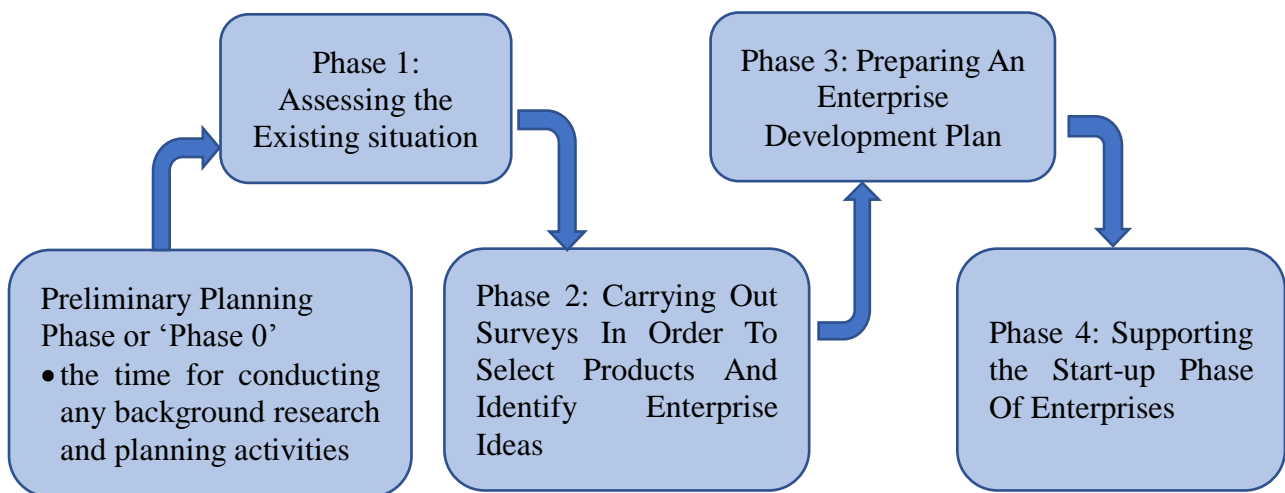 Preliminary Planning
Phase or ‘Phase 0’
• the time for conducting
any background research
and planning activities
Phase 1:
Assessing the
Existing situation
Phase 2: Carrying Out
Surveys In Order To
Select Products And
Identify Enterprise
Ideas
Phase 3: Preparing An
Enterprise
Development Plan
Phase 4: Supporting
the Start-up Phase
Of Enterprises